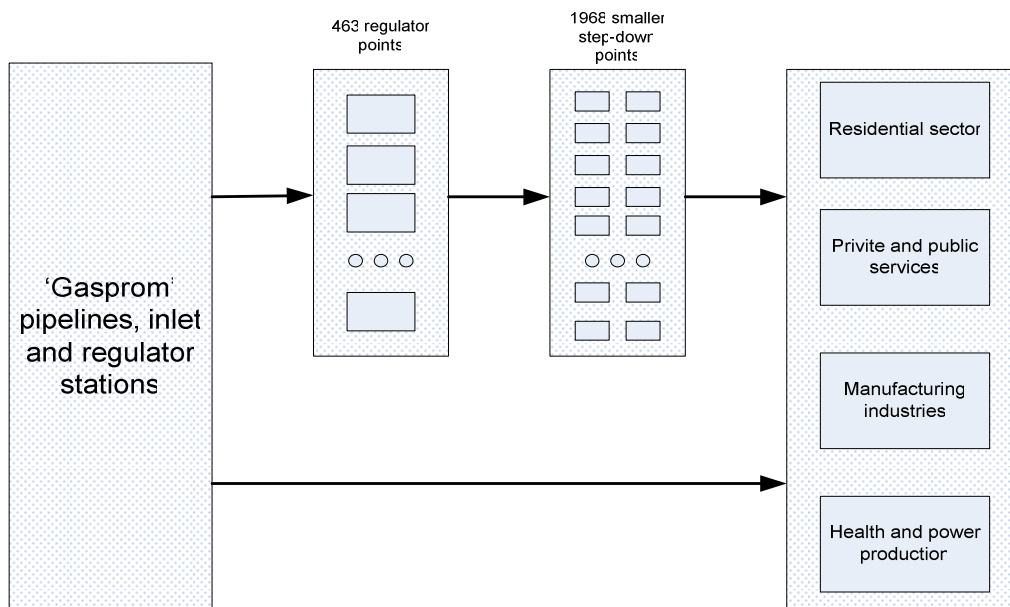 463 regulator
points
1968 smaller
step-down
points
'Gasprom'
pipelines, inlet
and regulator
stations
Residential sector
Privite and public
services
Manufacturing
industries
Health and power
production